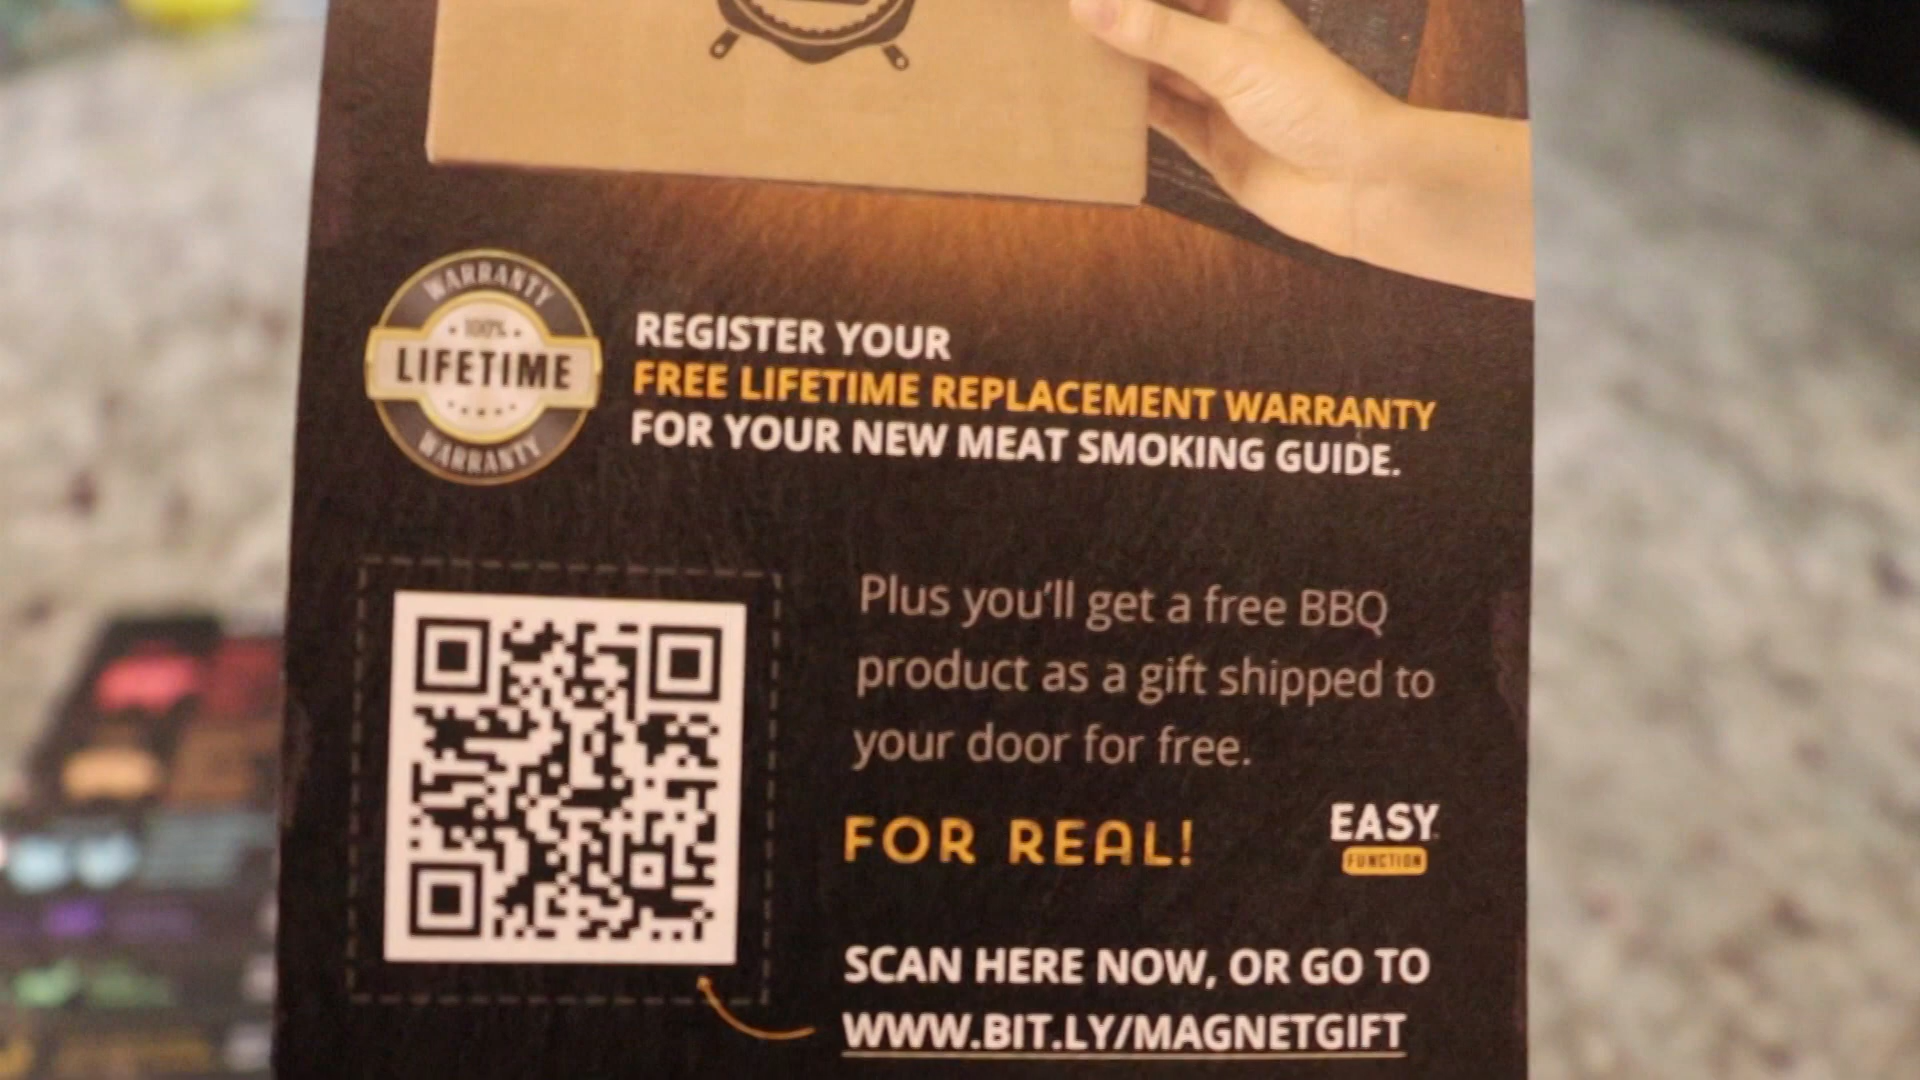 WARRANTY
100%
LIFETIME
WARRANTY
REGISTER YOUR
FREE LIFETIME REPLACEMENT WARRANTY
FOR YOUR NEW MEAT SMOKING GUIDE.
Plus you'll get a free BBQ
product as a gift shipped to
your door for free.
FOR REAL!
EASY
FUNCTION
SCAN HERE NOW, OR GO TO
WWW.BIT.LY/MAGNETGIFT